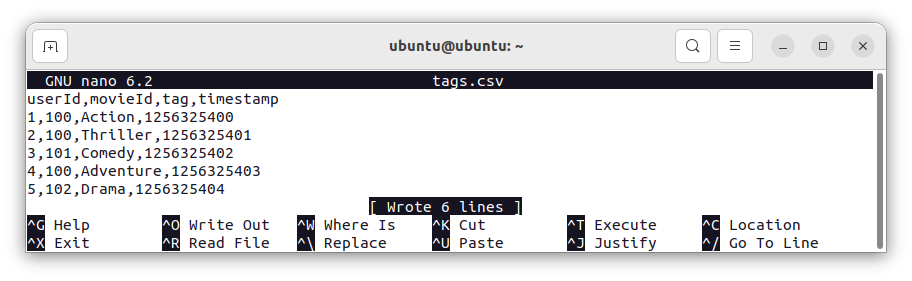 ubuntu@ubuntu: ~
GNU nano 6.2 tags.csv
userId,movieId,tag,timestamp
1,100,Action,1256325400
2,100,Thriller,1256325401
3,101,Comedy,1256325402
4,100,Adventure,1256325403
5,102,Drama,1256325404
[ Wrote 6 lines ]
^G Help ^O Write Out ^W Where Is ^K Cut ^T Execute ^C Location
^X Exit ^R Read File ^\ Replace ^U Paste ^J Justify ^/ Go To Line